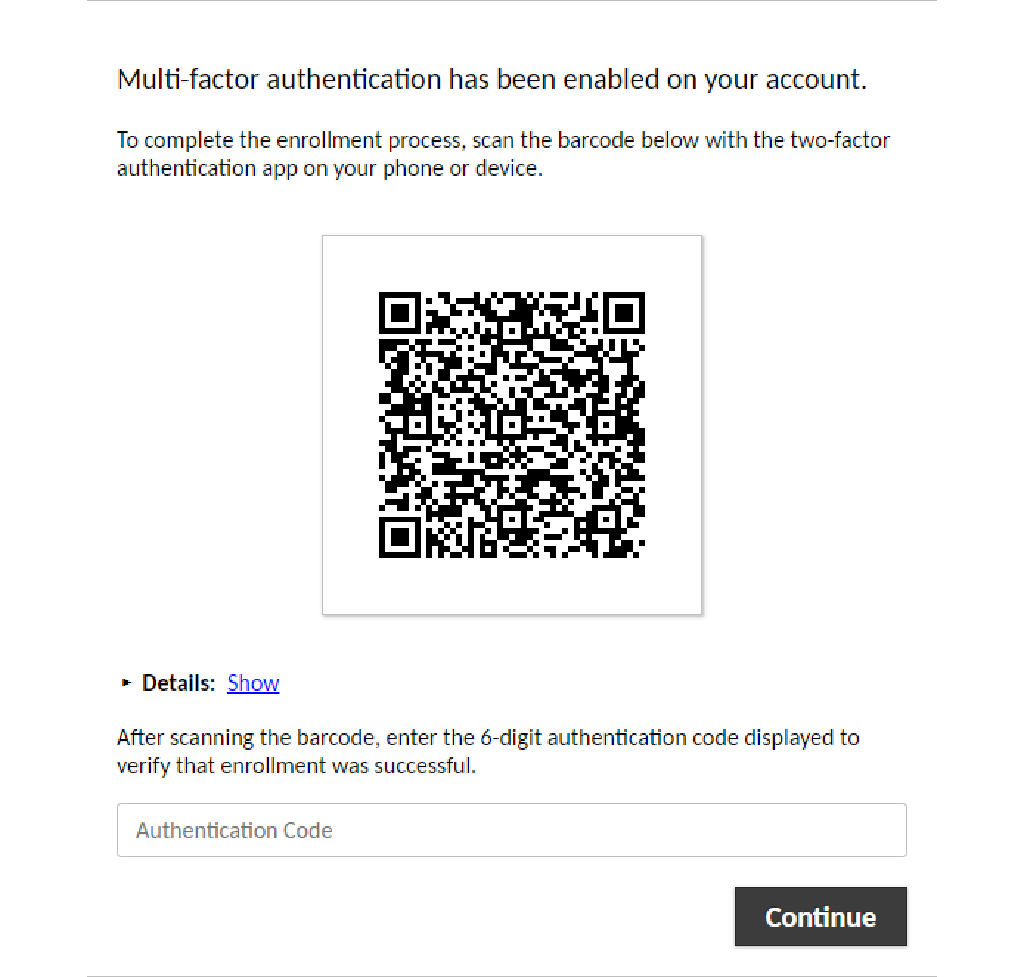 Multi-factor authentication has been enabled on your account.
To complete the enrollment process, scan the barcode below with the two-factor
authentication app on your phone or device.
Details: Show
After scanning the barcode, enter the 6-digit authentication code displayed to
verify that enrollment was successful.
Authentication Code
Continue